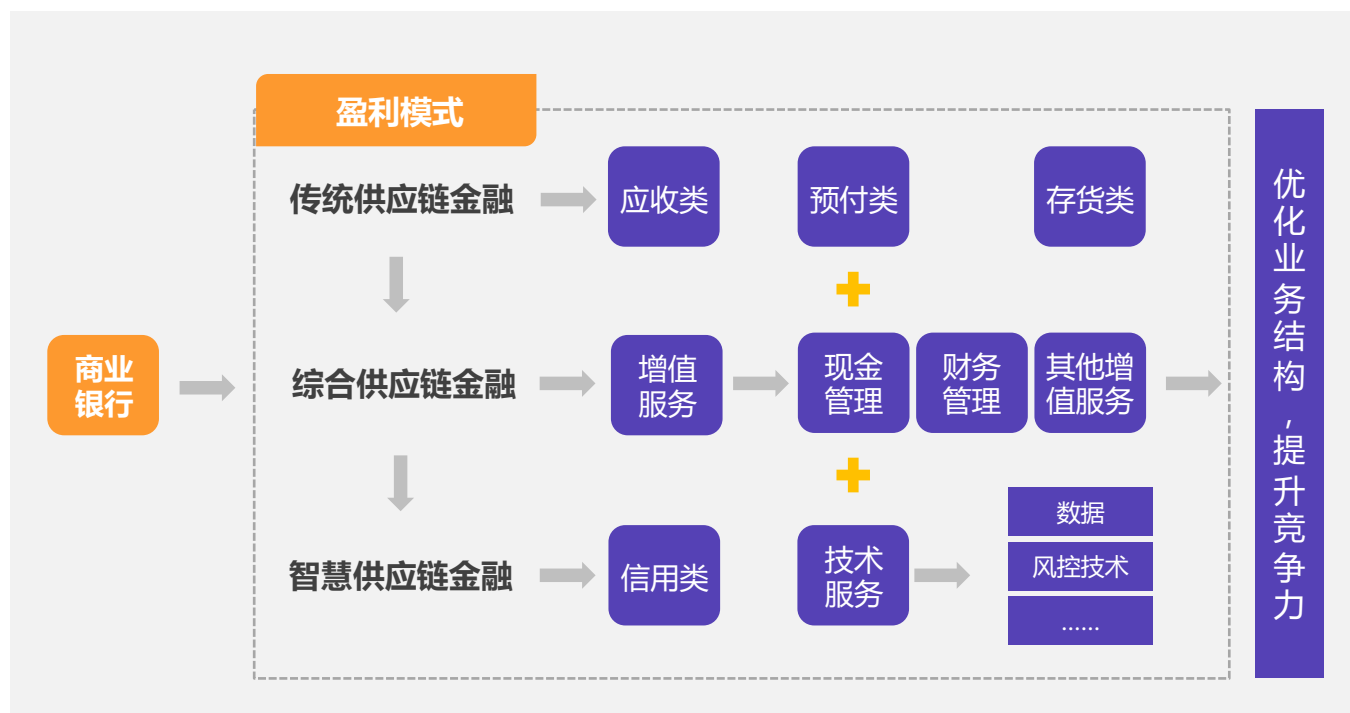 盈利模式
传统供应链金融
应收类
预付类
存货类
商业
银行
综合供应链金融
增值
服务
现金
管理
财务
管理
其他增
值服务
智慧供应链金融
信用类
技术
服务
数据
风控技术
......
优化业务结构,提升竞争力